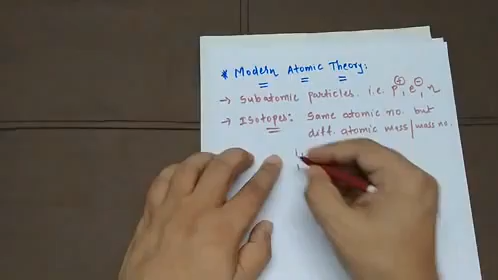 * Modern Atomic Theory:
→ Subatomic particles. i.e. p⊕, e⊖, n
→ Isotopes: Same atomic no. but
diff. atomic mass/mass no.